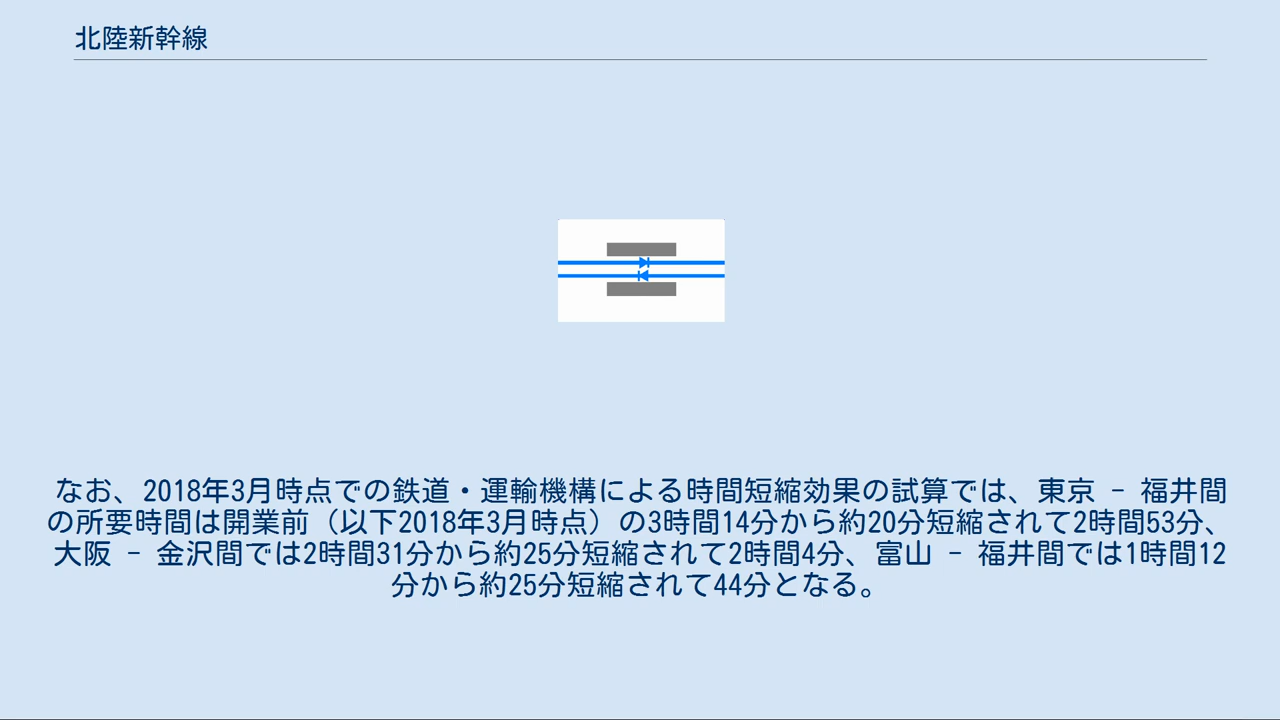 北陸新幹線
なお、2018年3月時点での鉄道・運輸機構による時間短縮効果の試算では、東京 - 福井間
の所要時間は開業前（以下2018年3月時点）の3時間14分から約20分短縮されて2時間53分、
大阪 - 金沢間では2時間31分から約25分短縮されて2時間4分、富山 - 福井間では1時間12
分から約25分短縮されて44分となる。